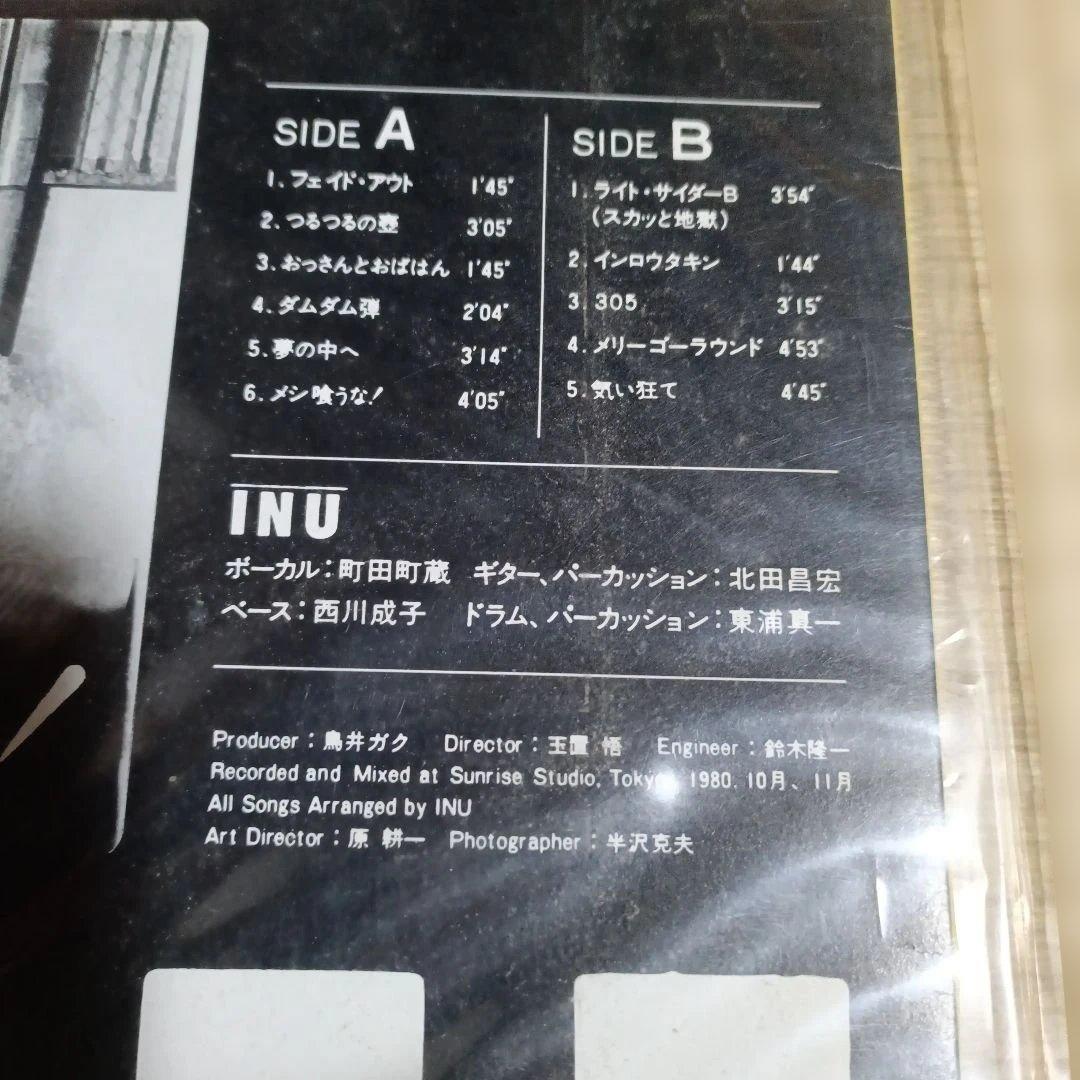 SIDE A
1. フェイド・アウト 1'45"
2. つるつるの壺 3'05"
3. おっさんとおばはん 1'45"
4. ダムダム弾 2'04"
5. 夢の中へ 3'14"
6. メシ喰うな! 4'05"
SIDE B
1. ライト・サイダーB 3'54"
(スカッと地獄)
2. インロウタキン 1'44"
3. 305 3'15"
4. メリーゴーラウンド 4'53"
5. 気い狂て 4'45"
INU
ボーカル:町田町蔵 ギター、パーカッション:北田昌宏
ベース:西川成子 ドラム、パーカッション:東浦真一
Producer:鳥井ガク Director:玉置 悟 Engineer:鈴木隆一
Recorded and Mixed at Sunrise Studio, Tokyo 1980. 10月、11月
All Songs Arranged by INU
Art Director:原 耕一 Photographer:半沢克夫